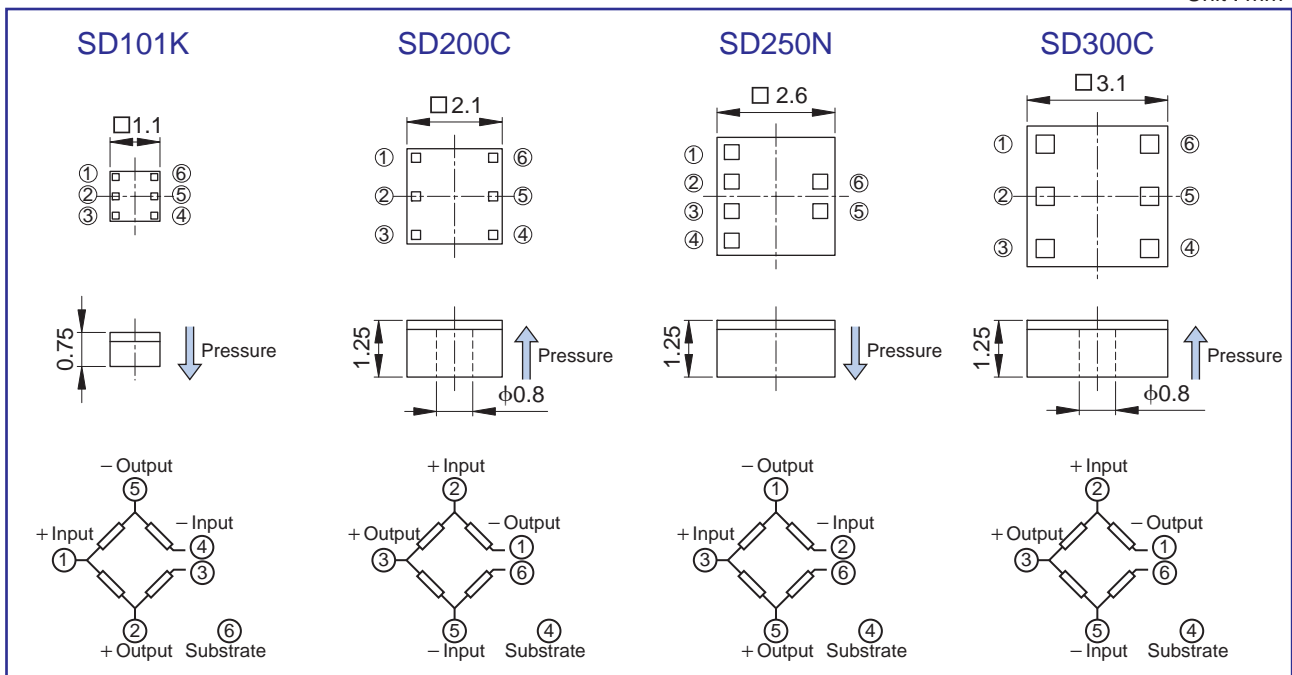 SD101K SD200C SD250N SD300C
□1.1 □2.1 □ 2.6 □3.1
① ⑥ ① ⑥ ① ① ⑥
② ⑤ ② ⑤ ② ⑥ ② ⑤
③ ④ ③ ④ ③ ⑤ ③ ④
④
0.75 Pressure 1.25 Pressure 1.25 Pressure 1.25 Pressure
φ0.8 φ0.8
－Output ＋Input －Output ＋Input
⑤ ② ① ②
＋Input －Input ＋Output －Output ＋Input －Input ＋Output －Output
① ④ ③ ① ③ ② ③ ①
③ ⑥ ⑥ ⑥
② ⑥ ⑤ ④ ⑤ ④ ⑤ ④
＋Output Substrate －Input Substrate ＋Output Substrate －Input Substrate